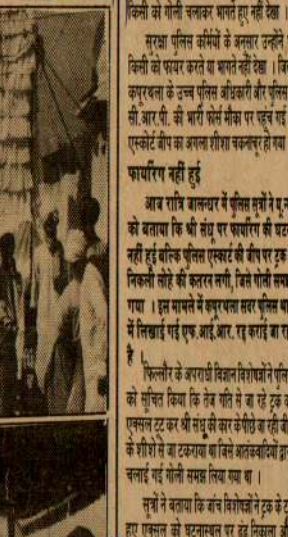 किसी को गोली चलाकर भागते हुए नहीं देखा ।
सुरक्षा पुलिस कर्मियों के अनुसार उन्होंने
किसी को फायर करते या भागते नहीं देखा ।
कपूरथला के उच्च पुलिस अधिकारी और पुलिस
सी.आर.पी. की भारी फोर्स मौका पर पहुंच गई
एस्कोर्ट जीप का अगला शीशा चकनाचूर हो गया
फायरिंग नहीं हुई
आज रात्रि जालन्धर में पुलिस सूत्रों ने
को बताया कि श्री संधू पर फायरिंग की
नहीं हुई बल्कि पुलिस एस्कार्ट की जीप पर ट्रक
निकली लोहे की कतरन लगी, जिसे गोली
गया । इस मामले में कपूरथला सदर पुलिस
में लिखाई गई एफ.आई.आर. रद्द कराई जा
है ।
फिल्लौर के अपराधी विज्ञान विशेषज्ञों ने
को सूचित किया कि तेज गति से जा रहे ट्रक
एक्सल टूट कर श्री संधू की कार के पीछे जा रही
के शीशे से जा टकराया था जिसे आतंकवादियों
चलाई गई गोली समझ लिया गया था ।
सूत्रों ने बताया कि जांच विशेषज्ञों ने ट्रक के
हुए एक्सल को घटनास्थल पर ढूंढ निकाला